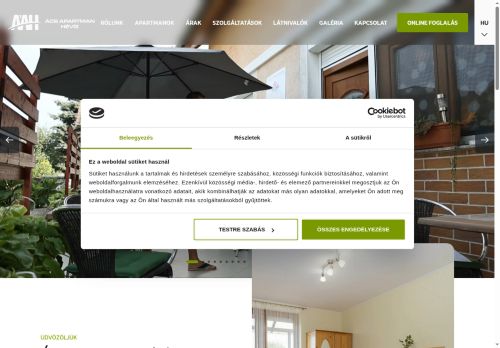 AAH ÁCS APARTMAN HÉVÍZ RÓLUNK APARTMANOK ÁRAK SZOLGÁLTATÁSOK LÁTNIVALÓK GALÉRIA KAPCSOLAT ONLINE FOGLALÁS HU
Cookiebot
by Usercentrics
Beleegyezés Részletek A sütikről
Ez a weboldal sütiket használ
Sütiket használunk a tartalmak és hirdetések személyre szabásához, közösségi funkciók biztosításához, valamint
weboldalforgalmunk elemzéséhez. Ezenkívül közösségi média-, hirdető- és elemező partnereinkkel megosztjuk az Ön
weboldalhasználatra vonatkozó adatait, akik kombinálhatják az adatokat más olyan adatokkal, amelyeket Ön adott meg
számukra vagy az Ön által használt más szolgáltatásokból gyűjtöttek.
TESTRE SZABÁS ÖSSZES ENGEDÉLYEZÉSE
ÜDVÖZÖLJÜK